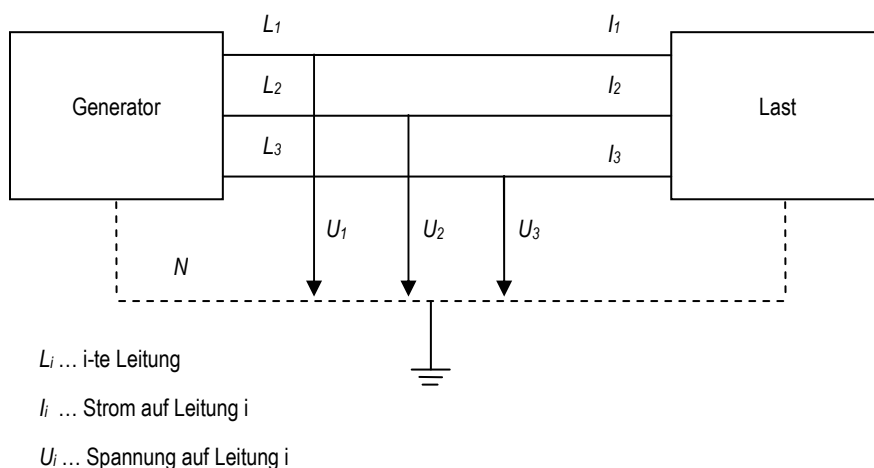 L1 I1
Generator L2 I2 Last
L3 I3
U1 U2 U3
N
Li … i-te Leitung
Ii … Strom auf Leitung i
Ui … Spannung auf Leitung i